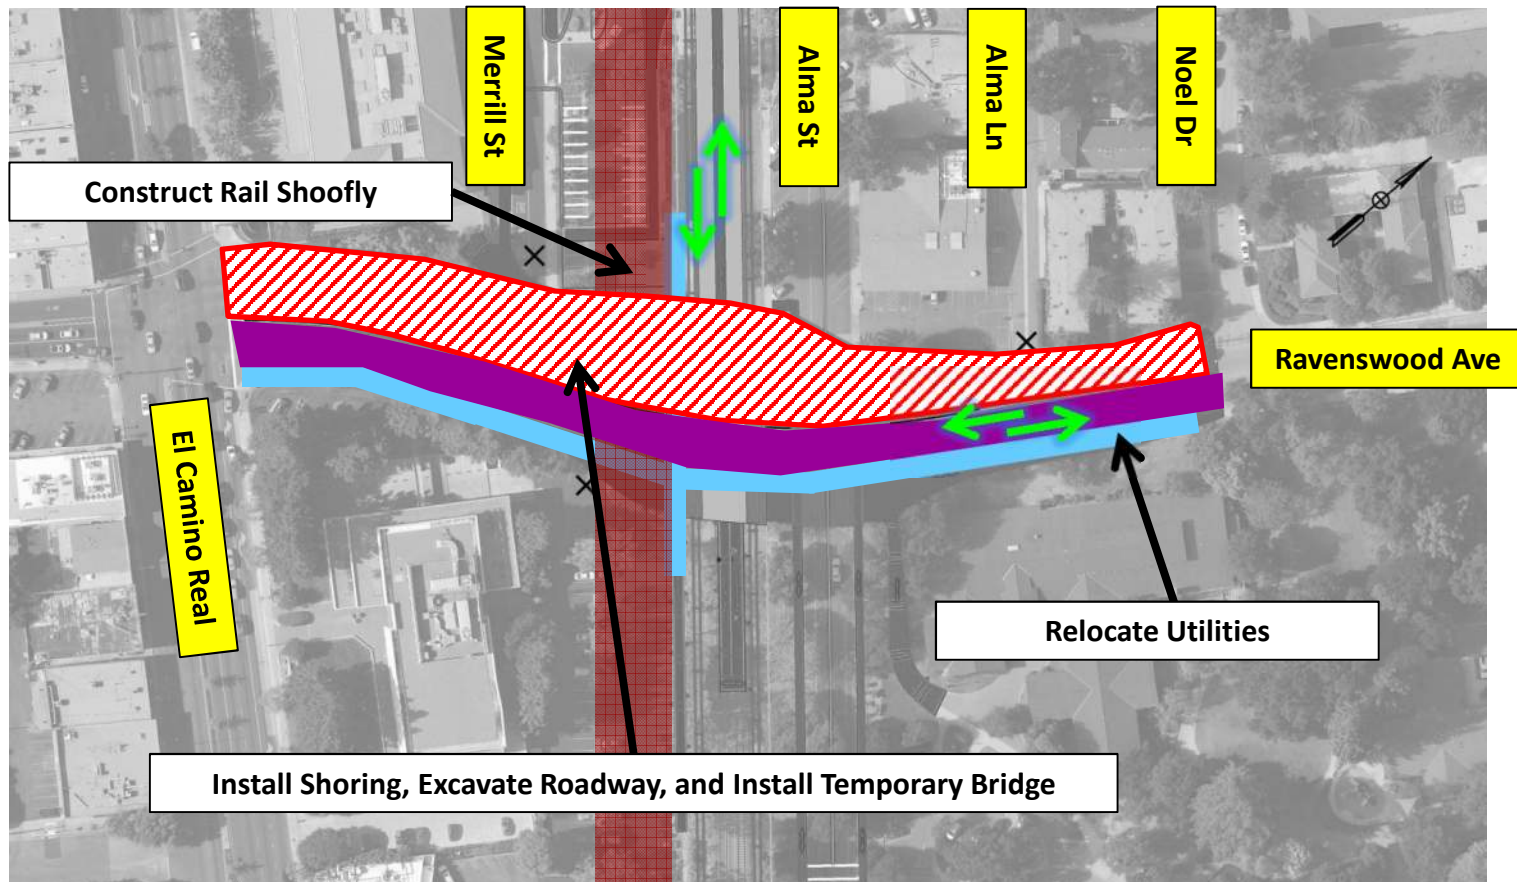 Merrill St
Alma St
Alma Ln
Noel Dr
Construct Rail Shoofly
Ravenswood Ave
El Camino Real
Relocate Utilities
Install Shoring, Excavate Roadway, and Install Temporary Bridge